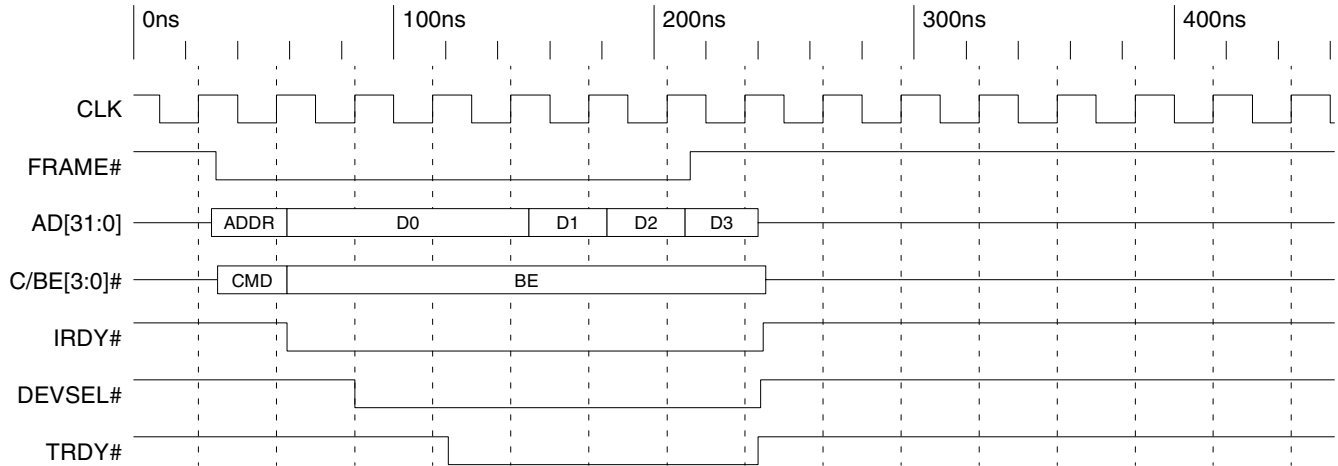 0ns 100ns 200ns 300ns 400ns
CLK
FRAME#
AD[31:0] ADDR D0 D1 D2 D3
C/BE[3:0]# CMD BE
IRDY#
DEVSEL#
TRDY#